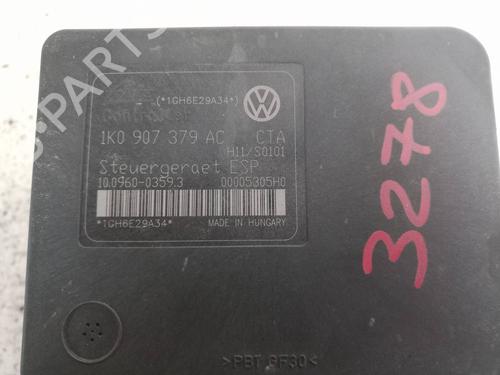 (*1GH6E29A34*)
Controller
1K0 907 379 AC CTA
H11/S0101
Steuergeraet ESP
10.0960-0359.3 00005305H0
*1GH6E29A34* MADE IN HUNGARY
3278
>PBT GF30<